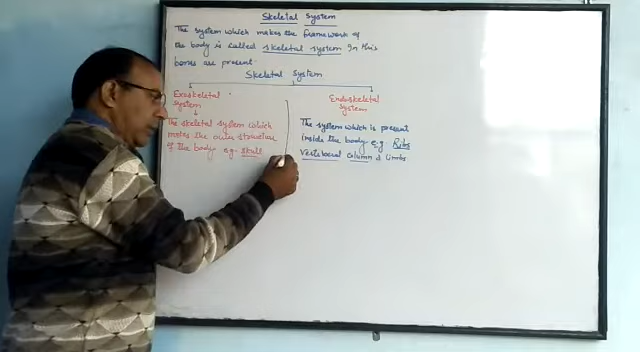 Skeletal System
The system which makes the framework of
the body is called skeletal system In this
bones are present
Skeletal System
Exoskeletal
system
The skeletal system which
makes the outer structure
of the body e.g. Skull
Endoskeletal
system
The system which is present
inside the body e.g Ribs
Vertebral column & limbs